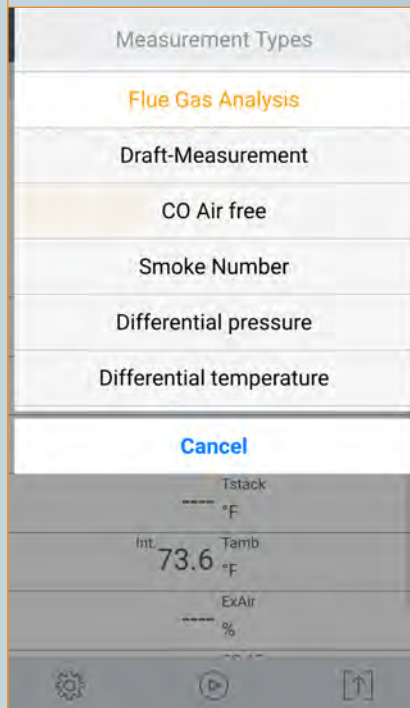 Measurement Types
Flue Gas Analysis
Draft-Measurement
CO Air free
Smoke Number
Differential pressure
Differential temperature
Cancel
---- Tstack °F
Int. 73.6 Tamb °F
---- ExAir %